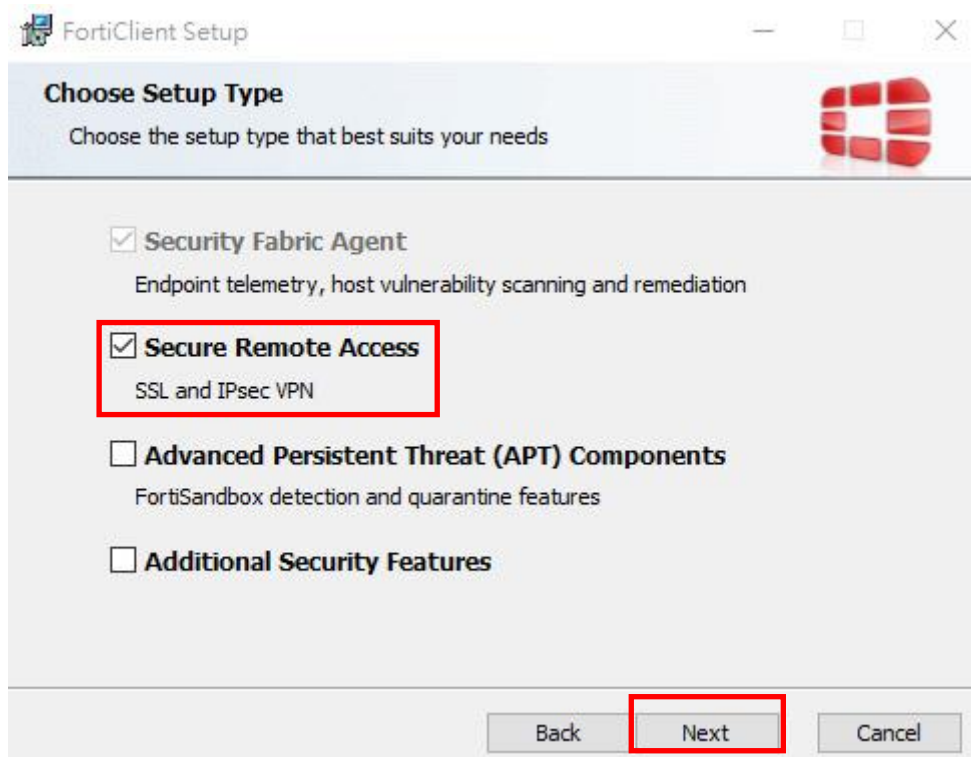 FortiClient Setup
Choose Setup Type
Choose the setup type that best suits your needs
Security Fabric Agent
Endpoint telemetry, host vulnerability scanning and remediation
Secure Remote Access
SSL and IPsec VPN
Advanced Persistent Threat (APT) Components
FortiSandbox detection and quarantine features
Additional Security Features
Back Next Cancel